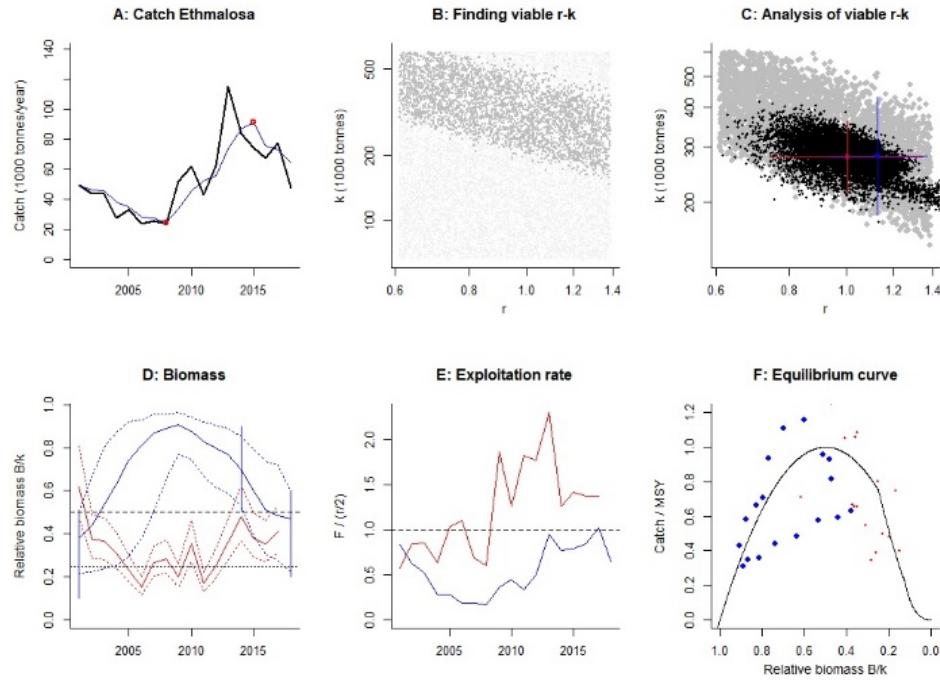 A: Catch Ethmalosa
Catch (1000 tonnes/year)
0 20 40 60 80 100 140
2005 2010 2015
B: Finding viable r-k
k (1000 tonnes)
100 200 500
0.6 0.8 1.0 1.2 1.4
r
C: Analysis of viable r-k
k (1000 tonnes)
200 300 400 500
0.6 0.8 1.0 1.2 1.4
r
D: Biomass
Relative biomass B/k
0.0 0.2 0.4 0.6 0.8 1.0
2005 2010 2015
E: Exploitation rate
F / (r/2)
0.0 0.5 1.0 1.5 2.0
2005 2010 2015
F: Equilibrium curve
Catch / MSY
0.0 0.2 0.4 0.6 0.8 1.0 1.2
1.0 0.8 0.6 0.4 0.2 0.0
Relative biomass B/k